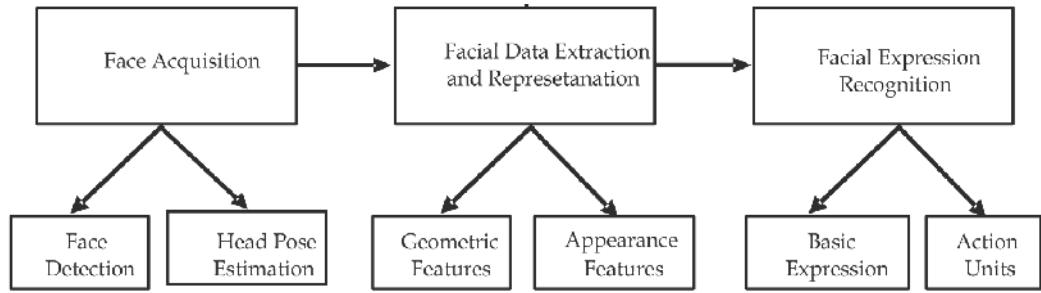 Face Acquisition
Facial Data Extraction
and Represetanation
Facial Expression
Recognition
Face
Detection
Head Pose
Estimation
Geometric
Features
Appearance
Features
Basic
Expression
Action
Units